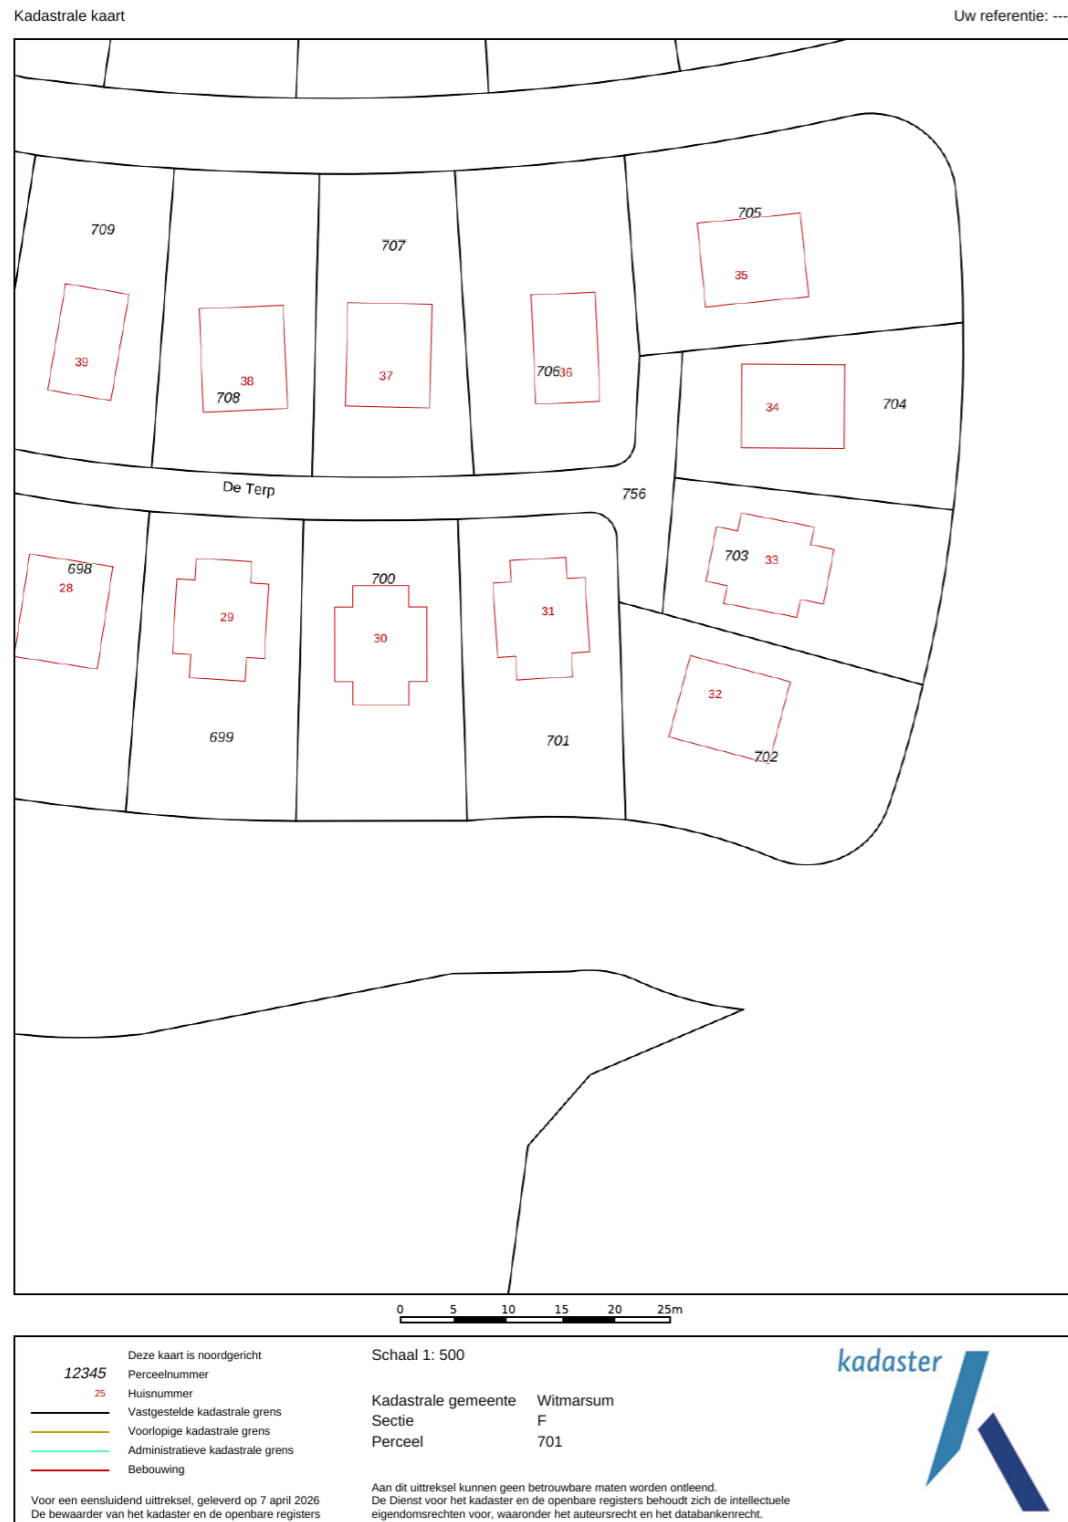 Kadastrale kaart
Uw referentie: ---
705
709
707
35
39
37
36
706
38
708
34
704
De Terp
756
703
33
698
28
700
31
29
30
32
699
701
702
0 5 10 15 20 25m
Deze kaart is noordgericht
12345 Perceelnummer
25 Huisnummer
Vastgestelde kadastrale grens
Voorlopige kadastrale grens
Administratieve kadastrale grens
Bebouwing
Voor een eensluidend uittreksel, geleverd op 7 april 2026
De bewaarder van het kadaster en de openbare registers
Schaal 1: 500
Kadastrale gemeente Witmarsum
Sectie F
Perceel 701
Aan dit uittreksel kunnen geen betrouwbare maten worden ontleend.
De Dienst voor het kadaster en de openbare registers behoudt zich de intellectuele
eigendomsrechten voor, waaronder het auteursrecht en het databankenrecht.
kadaster